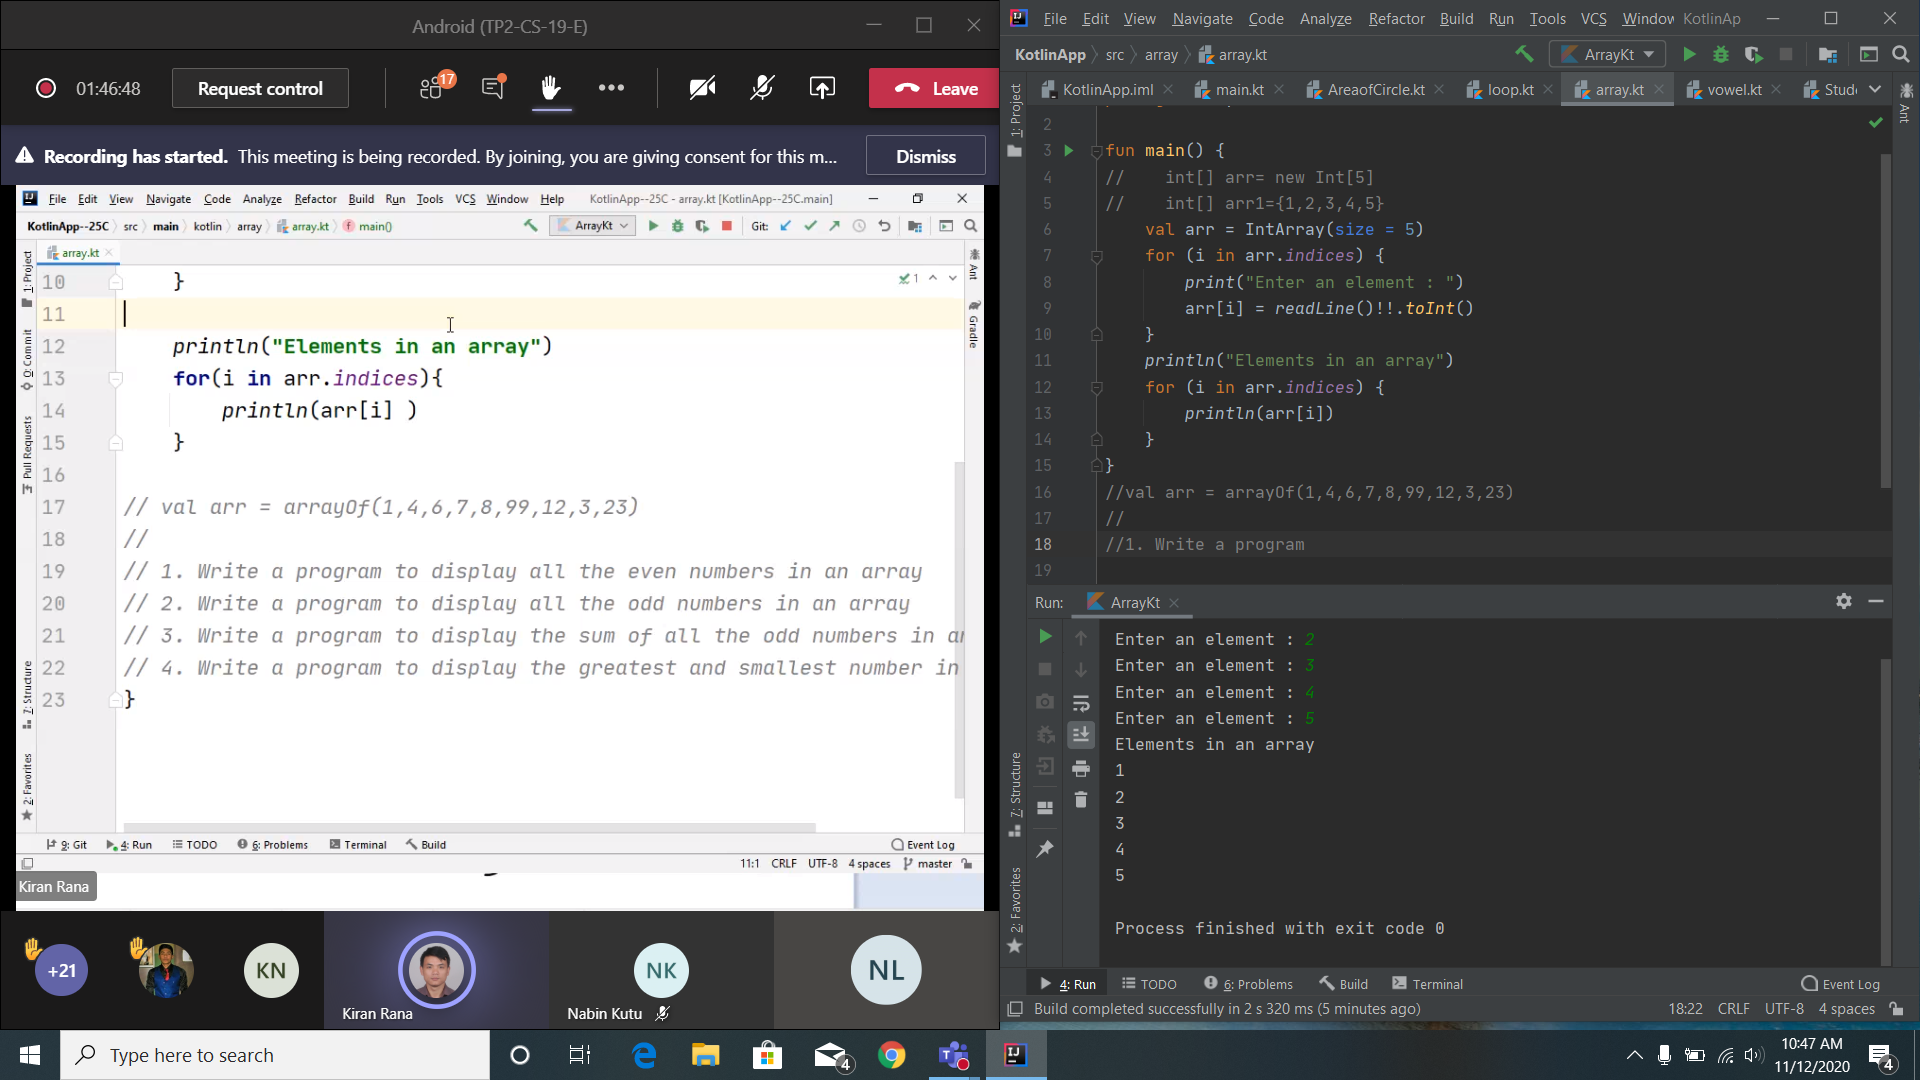 Android (TP2-CS-19-E)
01:46:48
Request control
17
Leave
Recording has started. This meeting is being recorded. By joining, you are giving consent for this m...
Dismiss
File Edit View Navigate Code Analyze Refactor Build Run Tools VCS Window Help KotlinApp--25C - array.kt [KotlinApp--25C.main]
KotlinApp--25C src main kotlin array array.kt main() ArrayKt Git:
array.kt
1: Project
0: Commit
Pull Requests
7: Structure
2: Favorites
Ant
Gradle
1
10 }
11
12 println("Elements in an array")
13 for(i in arr.indices){
14 println(arr[i] )
15 }
16
17 // val arr = arrayOf(1,4,6,7,8,99,12,3,23)
18 //
19 // 1. Write a program to display all the even numbers in an array
20 // 2. Write a program to display all the odd numbers in an array
21 // 3. Write a program to display the sum of all the odd numbers in a
22 // 4. Write a program to display the greatest and smallest number in
23 }
9: Git 4: Run TODO 6: Problems Terminal Build Event Log
11:1 CRLF UTF-8 4 spaces master
Kiran Rana
+21
KN
Kiran Rana
NK
Nabin Kutu
NL
File Edit View Navigate Code Analyze Refactor Build Run Tools VCS Window KotlinAp
KotlinApp src array array.kt ArrayKt
KotlinApp.iml main.kt AreaofCircle.kt loop.kt array.kt vowel.kt Stud
1: Project
7: Structure
2: Favorites
Ant
2
3 fun main() {
4 // int[] arr= new Int[5]
5 // int[] arr1={1,2,3,4,5}
6 val arr = IntArray(size = 5)
7 for (i in arr.indices) {
8 print("Enter an element : ")
9 arr[i] = readLine()!!.toInt()
10 }
11 println("Elements in an array")
12 for (i in arr.indices) {
13 println(arr[i])
14 }
15 }
16 //val arr = arrayOf(1,4,6,7,8,99,12,3,23)
17 //
18 //1. Write a program
19
Run: ArrayKt
Enter an element : 2
Enter an element : 3
Enter an element : 4
Enter an element : 5
Elements in an array
1
2
3
4
5
Process finished with exit code 0
4: Run TODO 6: Problems Build Terminal Event Log
Build completed successfully in 2 s 320 ms (5 minutes ago) 18:22 CRLF UTF-8 4 spaces
Type here to search
4
10:47 AM
11/12/2020
4